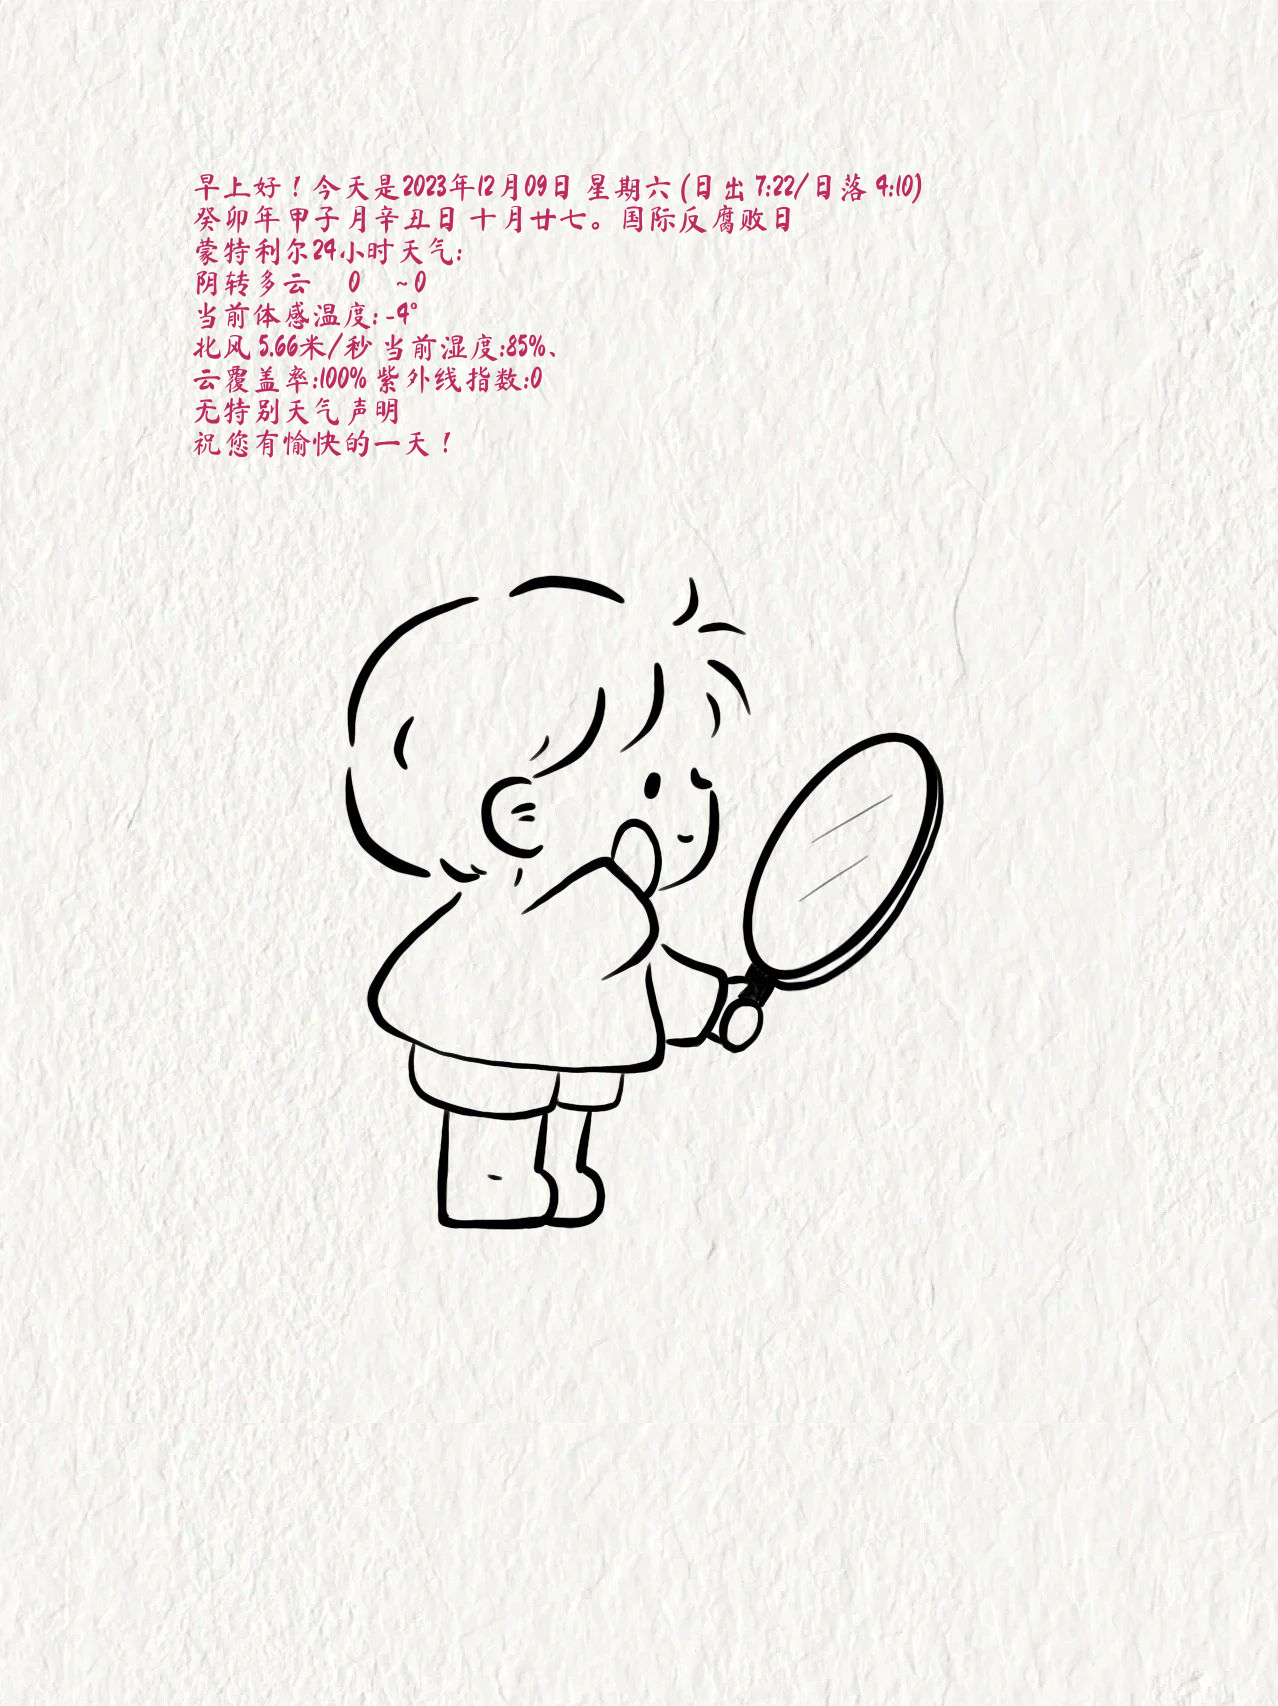 早上好！今天是2023年12月09日 星期六 (日出 7:22/日落 4:10)
癸卯年甲子月辛丑日 十月廿七。国际反腐败日
蒙特利尔24小时天气:
阴转多云 0 ~ 0
当前体感温度: -4°
北风 5.66米/秒 当前湿度:85%、
云覆盖率:100% 紫外线指数:0
无特别天气声明
祝您有愉快的一天！